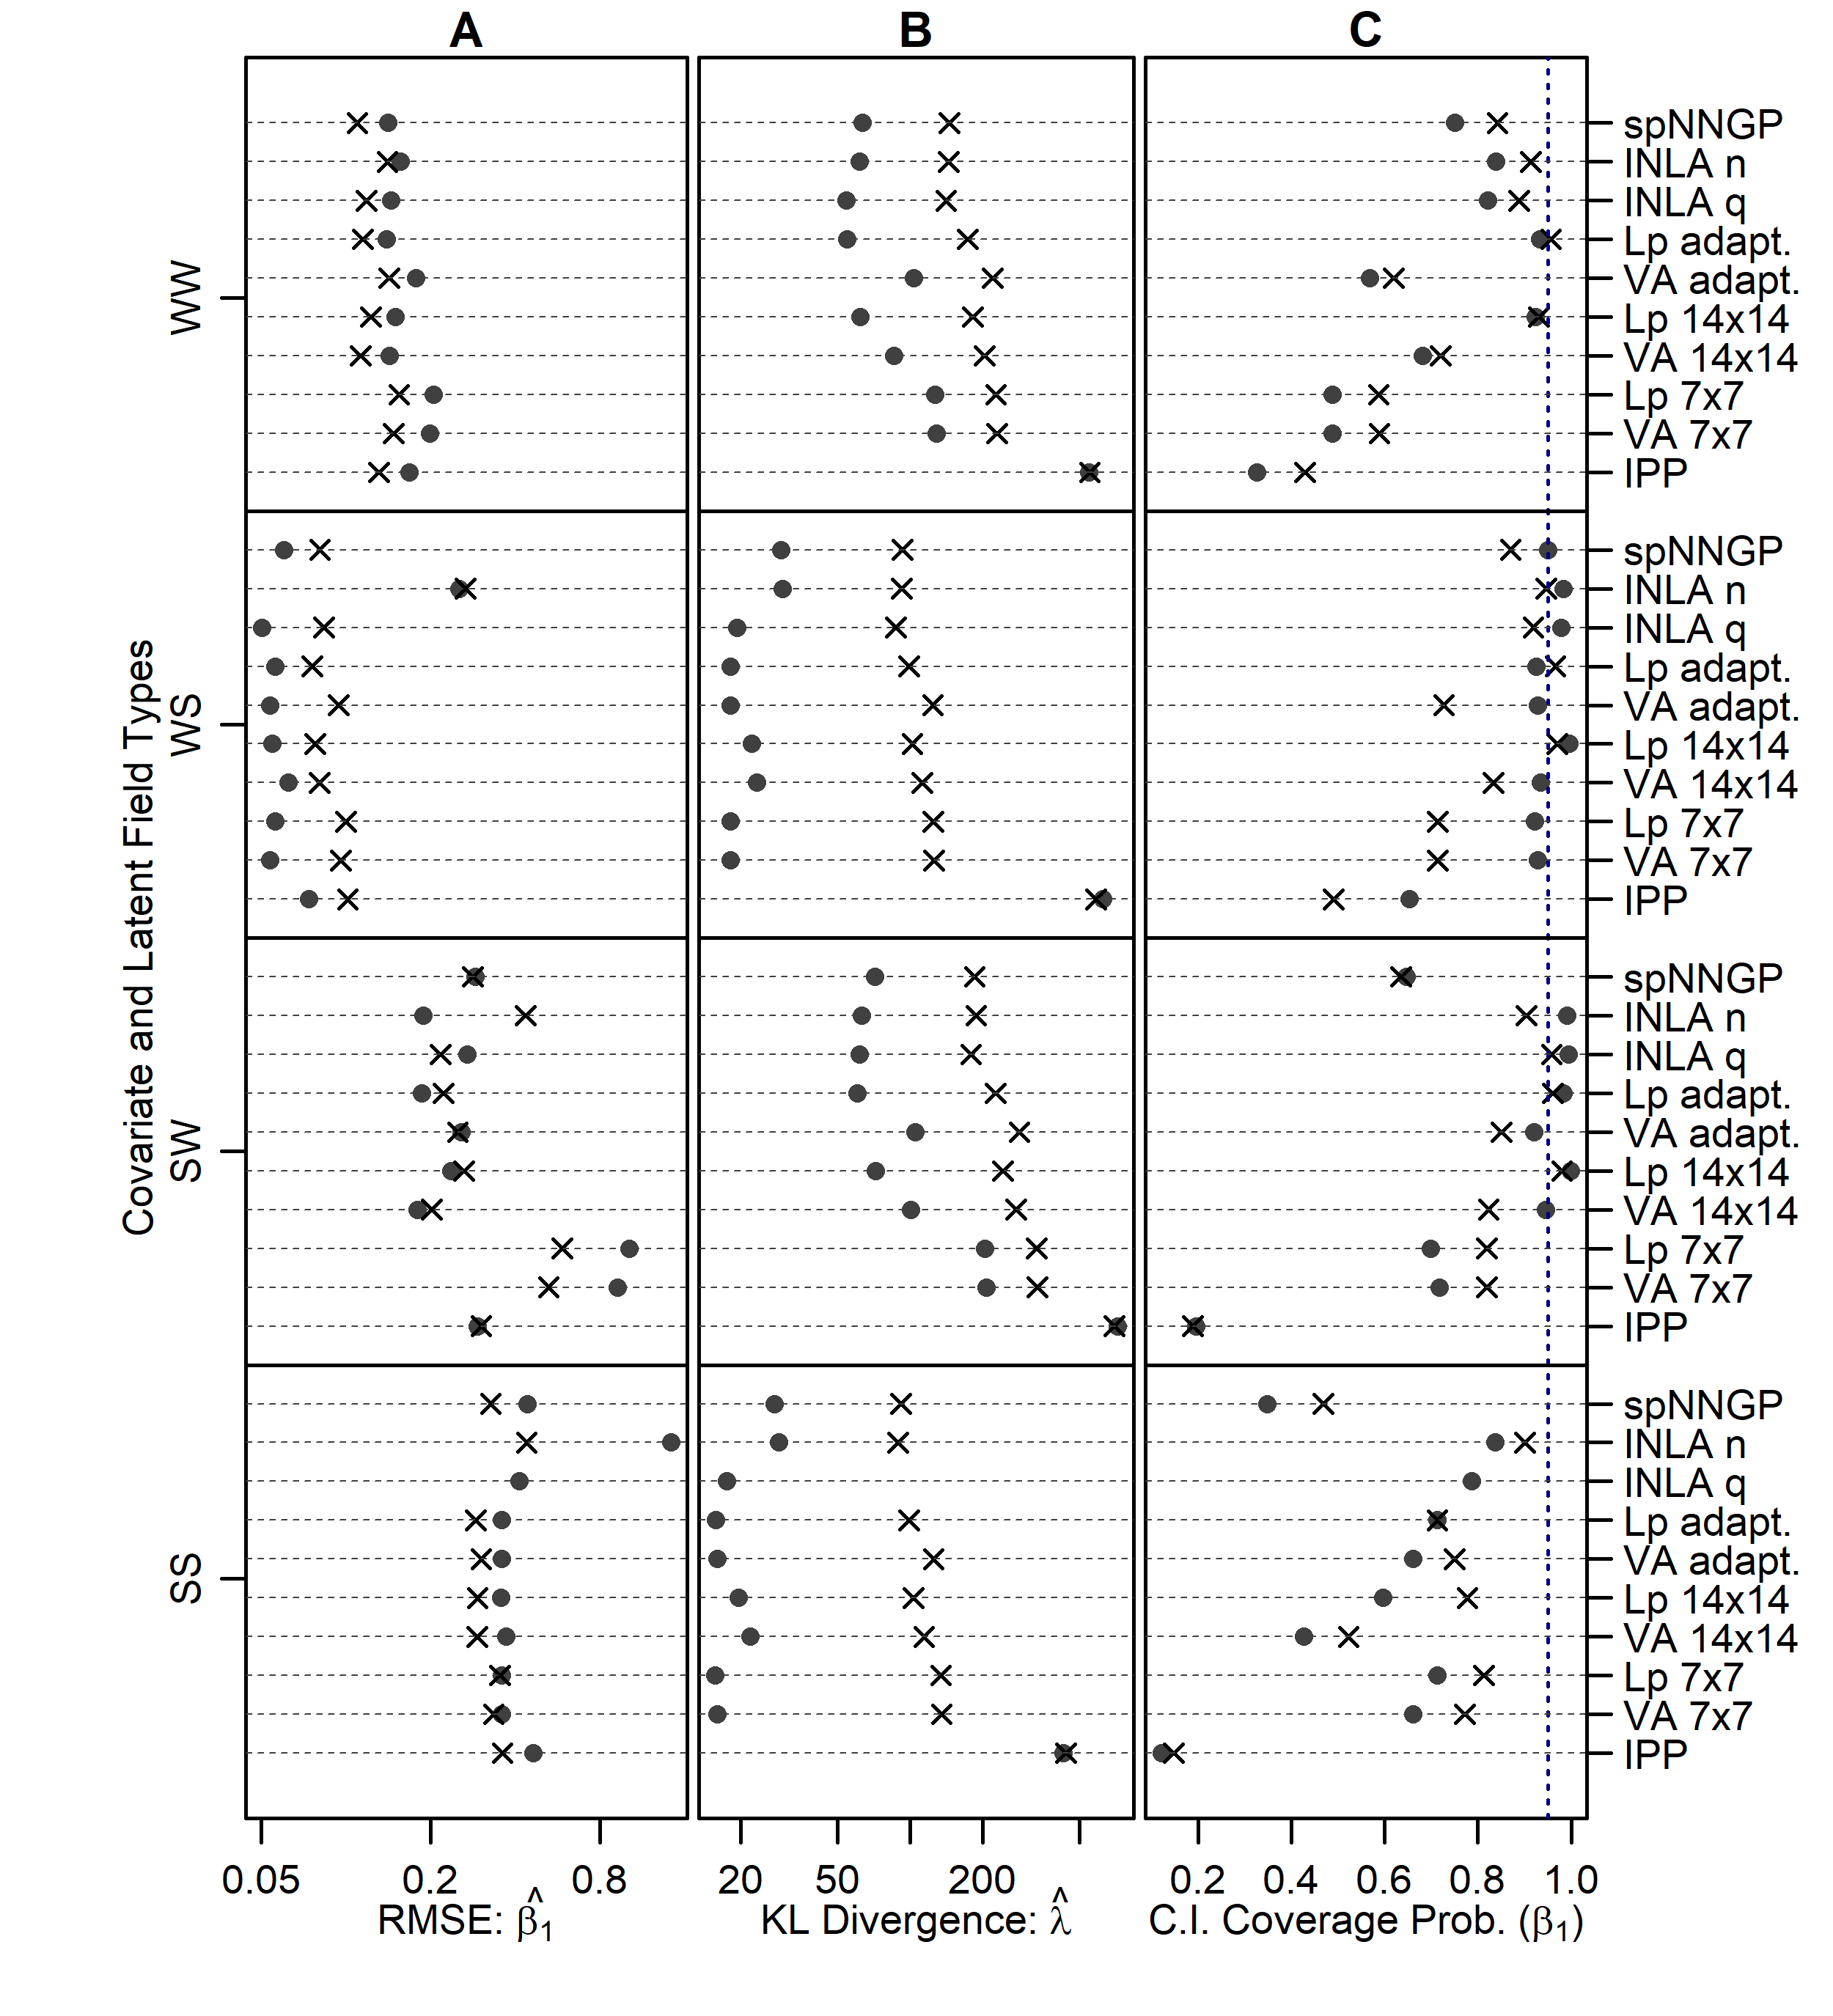 A B C
spNNGP
INLA n
INLA q
Lp adapt.
VA adapt.
Lp 14x14
VA 14x14
Lp 7x7
VA 7x7
IPP
WW
spNNGP
INLA n
INLA q
Lp adapt.
VA adapt.
Lp 14x14
VA 14x14
Lp 7x7
VA 7x7
IPP
WS
Covariate and Latent Field Types
spNNGP
INLA n
INLA q
Lp adapt.
VA adapt.
Lp 14x14
VA 14x14
Lp 7x7
VA 7x7
IPP
SW
spNNGP
INLA n
INLA q
Lp adapt.
VA adapt.
Lp 14x14
VA 14x14
Lp 7x7
VA 7x7
IPP
SS
0.05 0.2 0.8 20 50 200 0.2 0.4 0.6 0.8 1.0
RMSE: β̂₁ KL Divergence: λ̂ C.I. Coverage Prob. (β₁)